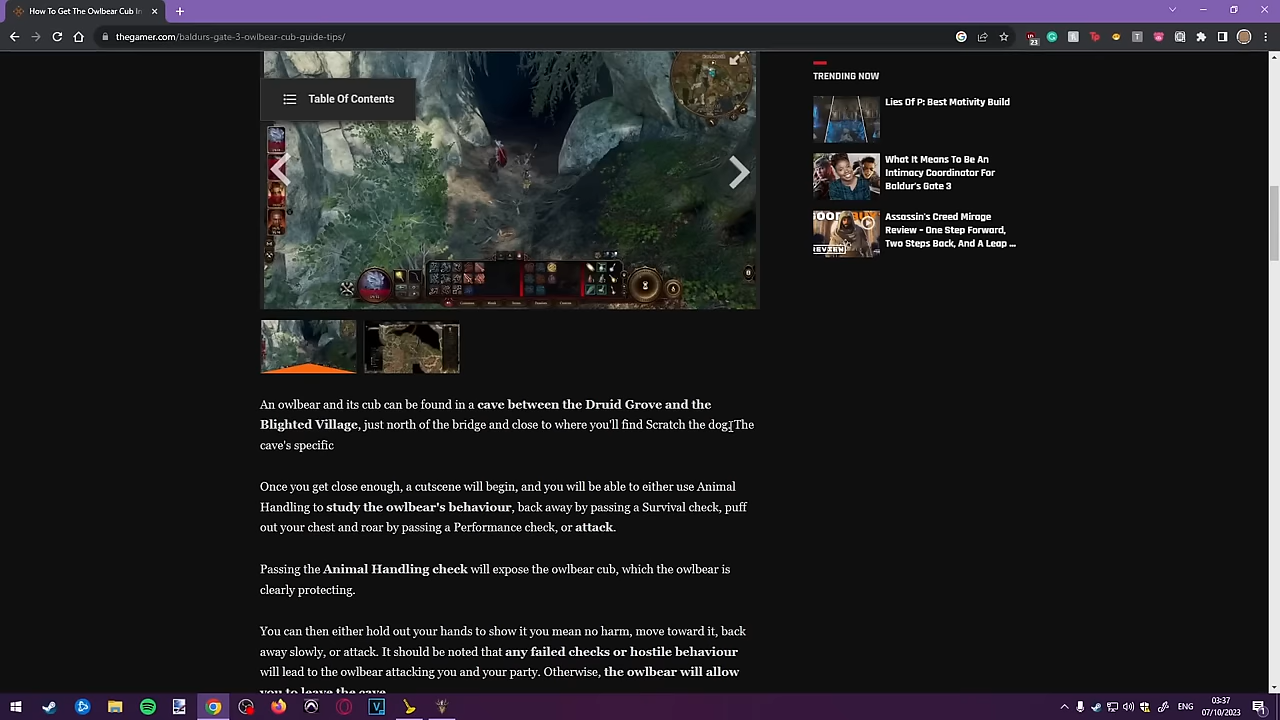 How To Get The Owlbear Cub In
thegamer.com/baldurs-gate-3-owlbear-cub-guide-tips/
23
Table Of Contents
TRENDING NOW
Lies Of P: Best Motivity Build
What It Means To Be An
Intimacy Coordinator For
Baldur's Gate 3
Assassin's Creed Mirage
Review - One Step Forward,
Two Steps Back, And A Leap ...
An owlbear and its cub can be found in a cave between the Druid Grove and the
Blighted Village, just north of the bridge and close to where you'll find Scratch the dog. The
cave's specific
Once you get close enough, a cutscene will begin, and you will be able to either use Animal
Handling to study the owlbear's behaviour, back away by passing a Survival check, puff
out your chest and roar by passing a Performance check, or attack.
Passing the Animal Handling check will expose the owlbear cub, which the owlbear is
clearly protecting.
You can then either hold out your hands to show it you mean no harm, move toward it, back
away slowly, or attack. It should be noted that any failed checks or hostile behaviour
will lead to the owlbear attacking you and your party. Otherwise, the owlbear will allow
you to leave the cave
ENG
03:37
07/10/2023